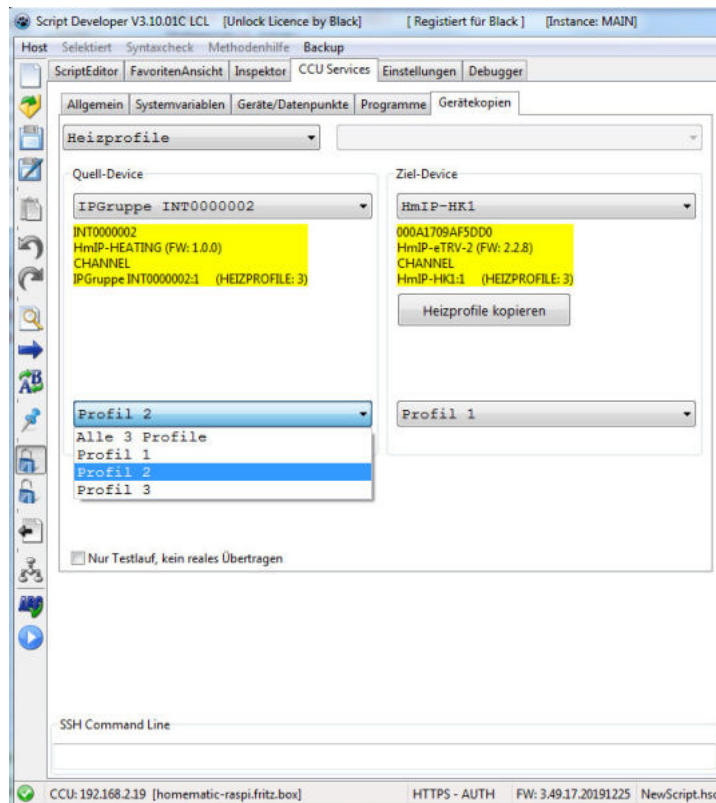 Script Developer V3.10.01C LCL [Unlock Licence by Black] [ Registiert für Black ] [Instance: MAIN]
Host Selektiert Syntaxcheck Methodenhilfe Backup
ScriptEditor FavoritenAnsicht Inspektor CCU Services Einstellungen Debugger
Allgemein Systemvariablen Geräte/Datenpunkte Programme Gerätekopien
Heizprofile
Quell-Device Ziel-Device
IPGruppe INT0000002 HmIP-HK1
INT0000002 000A1709AF5DD0
HmIP-HEATING (FW: 1.0.0) HmIP-eTRV-2 (FW: 2.2.8)
CHANNEL CHANNEL
IPGruppe INT0000002:1 (HEIZPROFILE: 3) HmIP-HK1:1 (HEIZPROFILE: 3)
Heizprofile kopieren
Profil 2 Profil 1
Alle 3 Profile
Profil 1
Profil 2
Profil 3
Nur Testlauf, kein reales Übertragen
SSH Command Line
CCU: 192.168.2.19 [homematic-raspi.fritz.box] HTTPS - AUTH FW: 3.49.17.20191225 NewScript.hsc